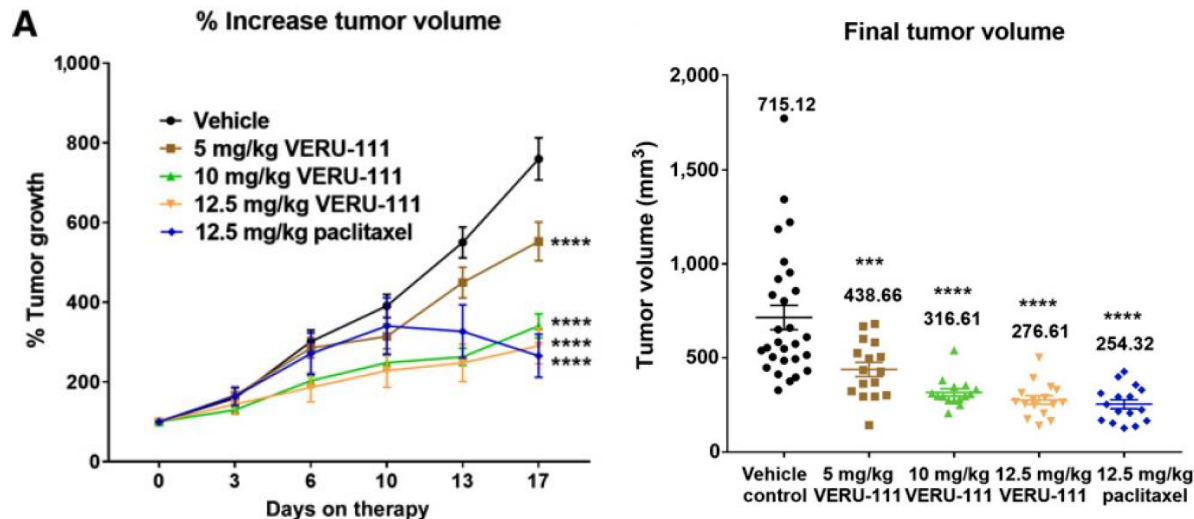 A
% Increase tumor volume
% Tumor growth
1,000
800
600
400
200
0
Vehicle
5 mg/kg VERU-111
10 mg/kg VERU-111
12.5 mg/kg VERU-111
12.5 mg/kg paclitaxel
****
****
****
****
0 3 6 10 13 17
Days on therapy
Final tumor volume
Tumor volume (mm³)
2,000
1,500
1,000
500
0
715.12
***
438.66
****
316.61
****
276.61
****
254.32
Vehicle control
5 mg/kg VERU-111
10 mg/kg VERU-111
12.5 mg/kg VERU-111
12.5 mg/kg paclitaxel